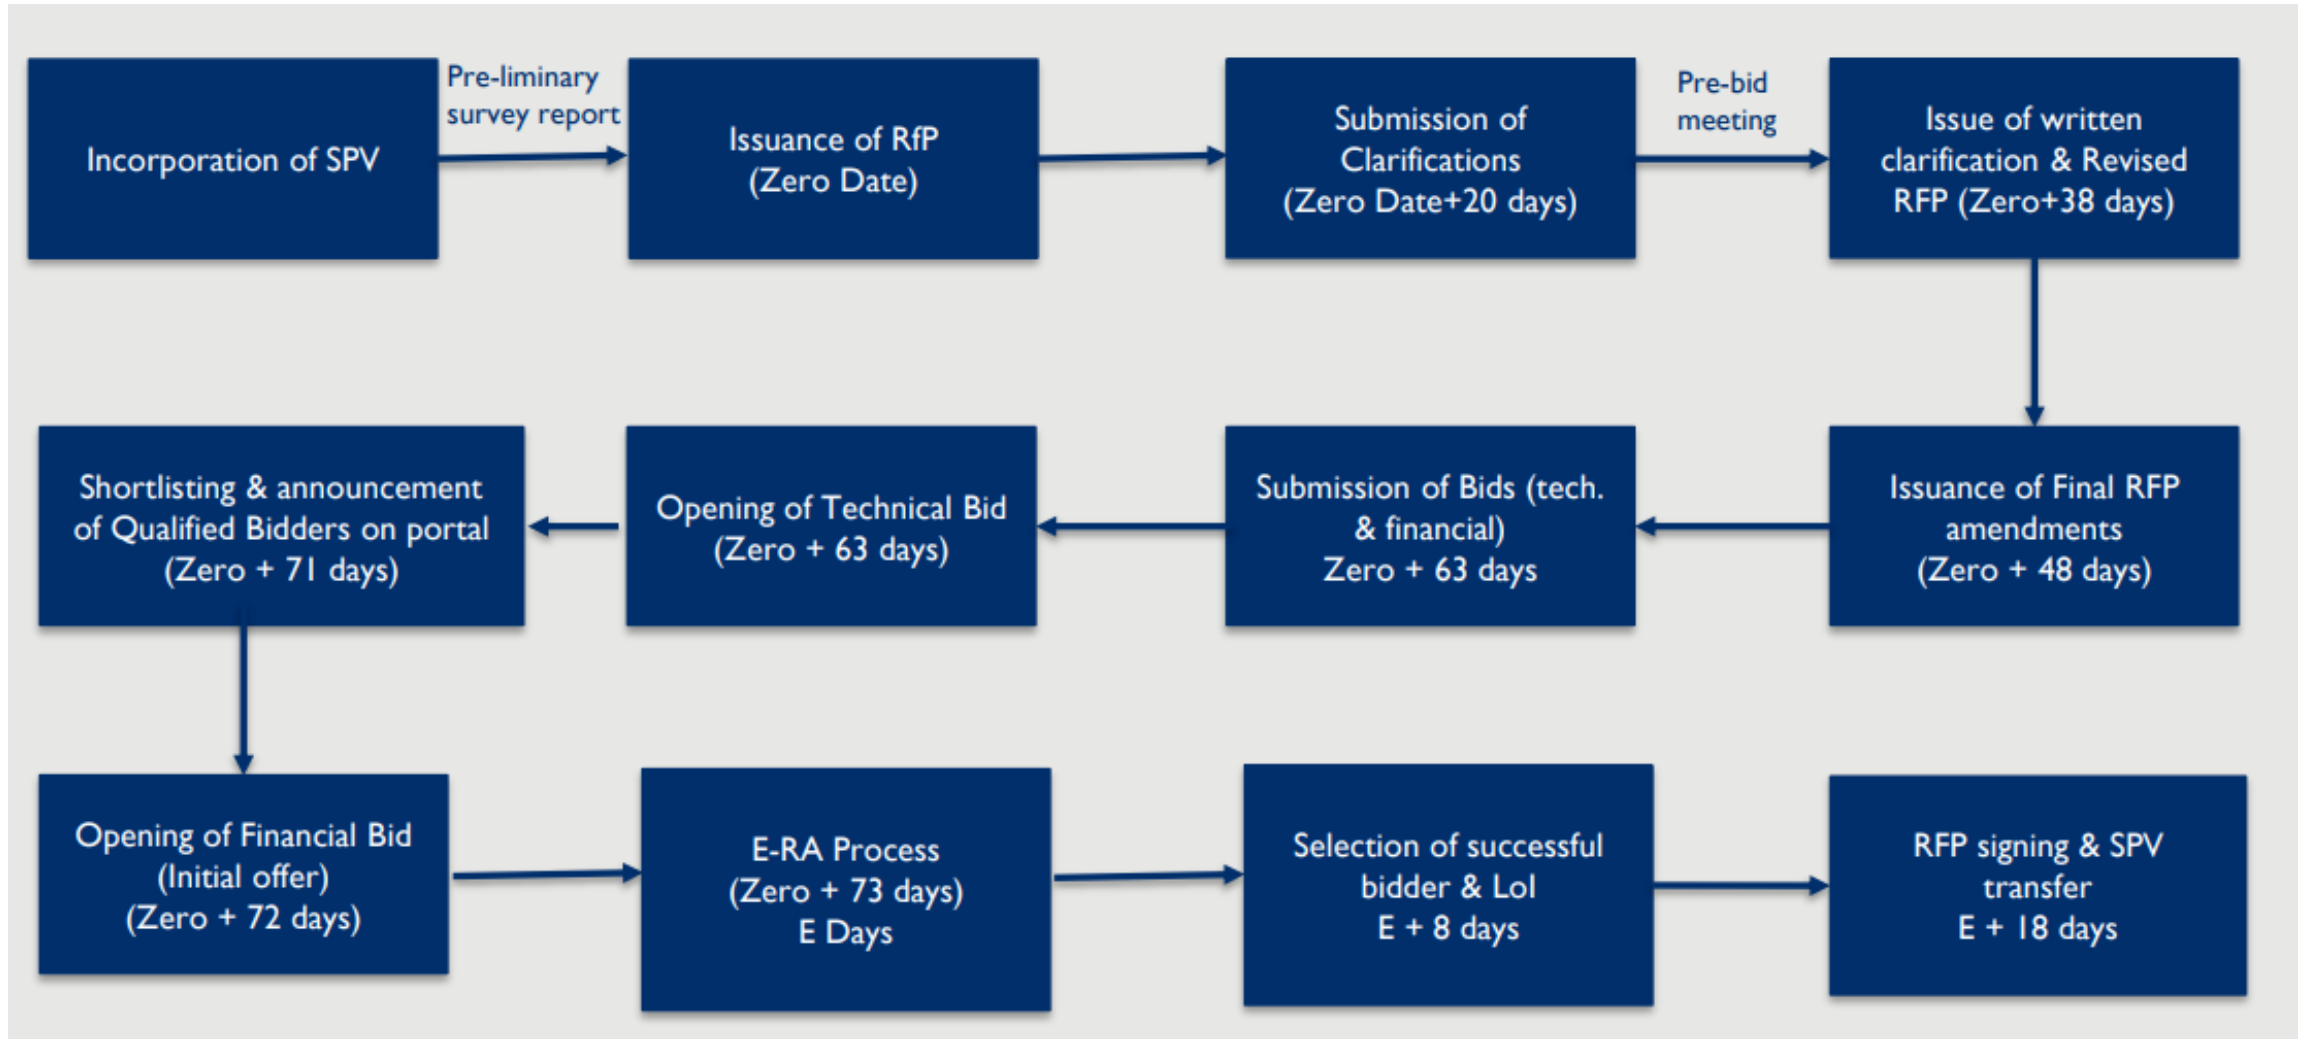 Incorporation of SPV
Pre-liminary
survey report
Issuance of RfP
(Zero Date)
Submission of
Clarifications
(Zero Date+20 days)
Pre-bid
meeting
Issue of written
clarification & Revised
RFP (Zero+38 days)
Issuance of Final RFP
amendments
(Zero + 48 days)
Submission of Bids (tech.
& financial)
Zero + 63 days
Opening of Technical Bid
(Zero + 63 days)
Shortlisting & announcement
of Qualified Bidders on portal
(Zero + 71 days)
Opening of Financial Bid
(Initial offer)
(Zero + 72 days)
E-RA Process
(Zero + 73 days)
E Days
Selection of successful
bidder & LoI
E + 8 days
RFP signing & SPV
transfer
E + 18 days